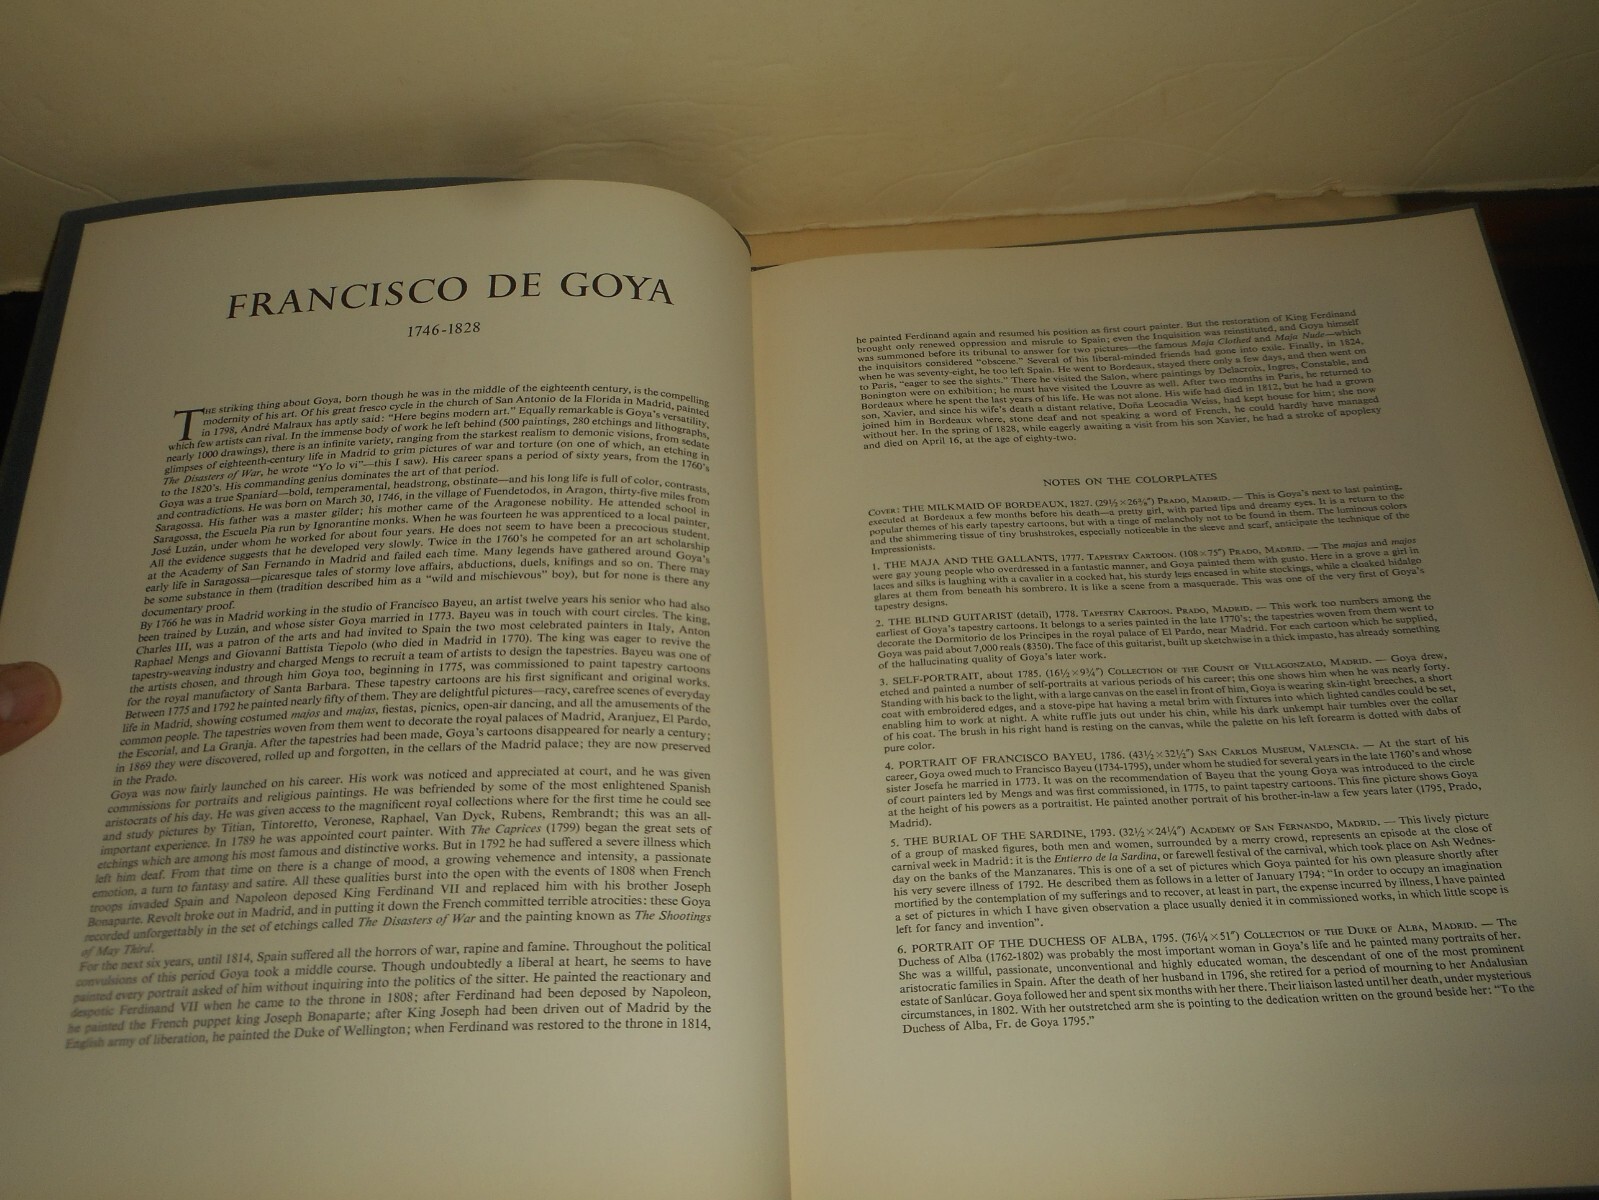 FRANCISCO DE GOYA
1746-1828
THE striking thing about Goya, born though he was in the middle of the eighteenth century, is the compelling
modernity of his art. Of his great fresco cycle in the church of San Antonio de la Florida in Madrid, painted
in 1798, André Malraux has aptly said: "Here begins modern art." Equally remarkable is Goya's versatility,
which few artists can rival. In the immense body of work he left behind (500 paintings, 280 etchings and lithographs,
nearly 1000 drawings), there is an infinite variety, ranging from the starkest realism to demonic visions, from sedate
glimpses of eighteenth-century life in Madrid to grim pictures of war and torture (on one of which, an etching in
The Disasters of War, he wrote "Yo lo vi"—this I saw). His career spans a period of sixty years, from the 1760's
to the 1820's. His commanding genius dominates the art of that period.
Goya was a true Spaniard—bold, temperamental, headstrong, obstinate—and his long life is full of color, contrasts,
and contradictions. He was born on March 30, 1746, in the village of Fuendetodos, in Aragon, thirty-five miles from
Saragossa. His father was a master gilder; his mother came of the Aragonese nobility. He attended school in
Saragossa, the Escuela Pia run by Ignorantine monks. When he was fourteen he was apprenticed to a local painter,
José Luzán, under whom he worked for about four years. He does not seem to have been a precocious student.
All the evidence suggests that he developed very slowly. Twice in the 1760's he competed for an art scholarship
at the Academy of San Fernando in Madrid and failed each time. Many legends have gathered around Goya's
early life in Saragossa—picaresque tales of stormy love affairs, abductions, duels, knifings and so on. There may
be some substance in them (tradition described him as a "wild and mischievous" boy), but for none is there any
documentary proof.
By 1766 he was in Madrid working in the studio of Francisco Bayeu, an artist twelve years his senior who had also
been trained by Luzán, and whose sister Goya married in 1773. Bayeu was in touch with court circles. The king,
Charles III, was a patron of the arts and had invited to Spain the two most celebrated painters in Italy, Anton
Raphael Mengs and Giovanni Battista Tiepolo (who died in Madrid in 1770). The king was eager to revive the
tapestry-weaving industry and charged Mengs to recruit a team of artists to design the tapestries. Bayeu was one of
the artists chosen, and through him Goya too, beginning in 1775, was commissioned to paint tapestry cartoons
for the royal manufactory of Santa Barbara. These tapestry cartoons are his first significant and original works.
Between 1775 and 1792 he painted nearly fifty of them. They are delightful pictures—racy, carefree scenes of everyday
life in Madrid, showing costumed majos and majas, fiestas, picnics, open-air dancing, and all the amusements of the
common people. The tapestries woven from them went to decorate the royal palaces of Madrid, Aranjuez, El Pardo,
the Escorial, and La Granja. After the tapestries had been made, Goya's cartoons disappeared for nearly a century;
in 1869 they were discovered, rolled up and forgotten, in the cellars of the Madrid palace; they are now preserved
in the Prado.
Goya was now fairly launched on his career. His work was noticed and appreciated at court, and he was given
commissions for portraits and religious paintings. He was befriended by some of the most enlightened Spanish
aristocrats of his day. He was given access to the magnificent royal collections where for the first time he could see
and study pictures by Titian, Tintoretto, Veronese, Raphael, Van Dyck, Rubens, Rembrandt; this was an all-
important experience. In 1789 he was appointed court painter. With The Caprices (1799) began the great sets of
etchings which are among his most famous and distinctive works. But in 1792 he had suffered a severe illness which
left him deaf. From that time on there is a change of mood, a growing vehemence and intensity, a passionate
emotion, a turn to fantasy and satire. All these qualities burst into the open with the events of 1808 when French
troops invaded Spain and Napoleon deposed King Ferdinand VII and replaced him with his brother Joseph
Bonaparte. Revolt broke out in Madrid, and in putting it down the French committed terrible atrocities: these Goya
recorded unforgettably in the set of etchings called The Disasters of War and the painting known as The Shootings
of May Third.
For the next six years, until 1814, Spain suffered all the horrors of war, rapine and famine. Throughout the political
convulsions of this period Goya took a middle course. Though undoubtedly a liberal at heart, he seems to have
painted every portrait asked of him without inquiring into the politics of the sitter. He painted the reactionary and
despotic Ferdinand VII when he came to the throne in 1808; after Ferdinand had been deposed by Napoleon,
he painted the French puppet king Joseph Bonaparte; after King Joseph had been driven out of Madrid by the
English army of liberation, he painted the Duke of Wellington; when Ferdinand was restored to the throne in 1814,
he painted Ferdinand again and resumed his position as first court painter. But the restoration of King Ferdinand
brought only renewed oppression and misrule to Spain; even the Inquisition was reinstituted, and Goya himself
was summoned before its tribunal to answer for two pictures—the famous Maja Clothed and Maja Nude—which
the inquisitors considered "obscene." Several of his liberal-minded friends had gone into exile. Finally, in 1824,
when he was seventy-eight, he too left Spain. He went to Bordeaux, stayed there only a few days, and then went on
to Paris, "eager to see the sights." There he visited the Salon, where paintings by Delacroix, Ingres, Constable, and
Bonington were on exhibition; he must have visited the Louvre as well. After two months in Paris, he returned to
Bordeaux where he spent the last years of his life. He was not alone. His wife had died in 1812, but he had a grown
son, Xavier, and since his wife's death a distant relative, Doña Leocadia Weiss, had kept house for him; she now
joined him in Bordeaux where, stone deaf and not speaking a word of French, he could hardly have managed
without her. In the spring of 1828, while eagerly awaiting a visit from his son Xavier, he had a stroke of apoplexy
and died on April 16, at the age of eighty-two.
NOTES ON THE COLORPLATES
COVER: THE MILKMAID OF BORDEAUX, 1827. (29½×26¾") PRADO, MADRID. — This is Goya's next to last painting,
executed at Bordeaux a few months before his death—a pretty girl, with parted lips and dreamy eyes. It is a return to the
popular themes of his early tapestry cartoons, but with a tinge of melancholy not to be found in them. The luminous colors
and the shimmering tissue of tiny brushstrokes, especially noticeable in the sleeve and scarf, anticipate the technique of the
Impressionists.
1. THE MAJA AND THE GALLANTS, 1777. TAPESTRY CARTOON. (108×75") PRADO, MADRID. — The majas and majos
were gay young people who overdressed in a fantastic manner, and Goya painted them with gusto. Here in a grove a girl in
laces and silks is laughing with a cavalier in a cocked hat, his sturdy legs encased in white stockings, while a cloaked hidalgo
glares at them from beneath his sombrero. It is like a scene from a masquerade. This was one of the very first of Goya's
tapestry designs.
2. THE BLIND GUITARIST (detail), 1778. TAPESTRY CARTOON. PRADO, MADRID. — This work too numbers among the
earliest of Goya's tapestry cartoons. It belongs to a series painted in the late 1770's; the tapestries woven from them went to
decorate the Dormitorio de los Principes in the royal palace of El Pardo, near Madrid. For each cartoon which he supplied,
Goya was paid about 7,000 reals ($350). The face of this guitarist, built up sketchwise in a thick impasto, has already something
of the hallucinating quality of Goya's later work.
3. SELF-PORTRAIT, about 1785. (16½×9¾") COLLECTION OF THE COUNT OF VILLAGONZALO, MADRID. — Goya drew,
etched and painted a number of self-portraits at various periods of his career; this one shows him when he was nearly forty.
Standing with his back to the light, with a large canvas on the easel in front of him, Goya is wearing skin-tight breeches, a short
coat with embroidered edges, and a stove-pipe hat having a metal brim with fixtures into which lighted candles could be set,
enabling him to work at night. A white ruffle juts out under his chin, while his dark unkempt hair tumbles over the collar
of his coat. The brush in his right hand is resting on the canvas, while the palette on his left forearm is dotted with dabs of
pure color.
4. PORTRAIT OF FRANCISCO BAYEU, 1786. (43½×32½") SAN CARLOS MUSEUM, VALENCIA. — At the start of his
career, Goya owed much to Francisco Bayeu (1734-1795), under whom he studied for several years in the late 1760's and whose
sister Josefa he married in 1773. It was on the recommendation of Bayeu that the young Goya was introduced to the circle
of court painters led by Mengs and was first commissioned, in 1775, to paint tapestry cartoons. This fine picture shows Goya
at the height of his powers as a portraitist. He painted another portrait of his brother-in-law a few years later (1795, Prado,
Madrid).
5. THE BURIAL OF THE SARDINE, 1793. (32½×24¼") ACADEMY OF SAN FERNANDO, MADRID. — This lively picture
of a group of masked figures, both men and women, surrounded by a merry crowd, represents an episode at the close of
carnival week in Madrid: it is the Entierro de la Sardina, or farewell festival of the carnival, which took place on Ash Wednes-
day on the banks of the Manzanares. This is one of a set of pictures which Goya painted for his own pleasure shortly after
his very severe illness of 1792. He described them as follows in a letter of January 1794: "In order to occupy an imagination
mortified by the contemplation of my sufferings and to recover, at least in part, the expense incurred by illness, I have painted
a set of pictures in which I have given observation a place usually denied it in commissioned works, in which little scope is
left for fancy and invention".
6. PORTRAIT OF THE DUCHESS OF ALBA, 1795. (76¼×51") COLLECTION OF THE DUKE OF ALBA, MADRID. — The
Duchess of Alba (1762-1802) was probably the most important woman in Goya's life and he painted many portraits of her.
She was a willful, passionate, unconventional and highly educated woman, the descendant of one of the most prominent
aristocratic families in Spain. After the death of her husband in 1796, she retired for a period of mourning to her Andalusian
estate of Sanlúcar. Goya followed her and spent six months with her there. Their liaison lasted until her death, under mysterious
circumstances, in 1802. With her outstretched arm she is pointing to the dedication written on the ground beside her: "To the
Duchess of Alba, Fr. de Goya 1795."